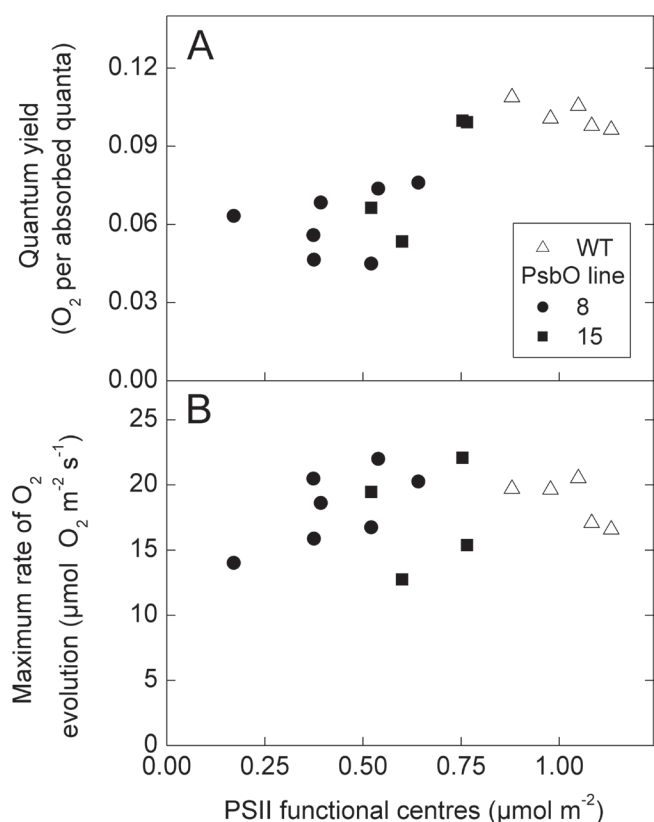 A
Quantum yield
(O₂ per absorbed quanta)
0.12
0.09
0.06
0.03
0.00
WT
PsbO line
8
15
B
Maximum rate of O₂
evolution (µmol O₂ m⁻² s⁻¹)
25
20
15
10
5
0
0.00 0.25 0.50 0.75 1.00
PSII functional centres (µmol m⁻²)